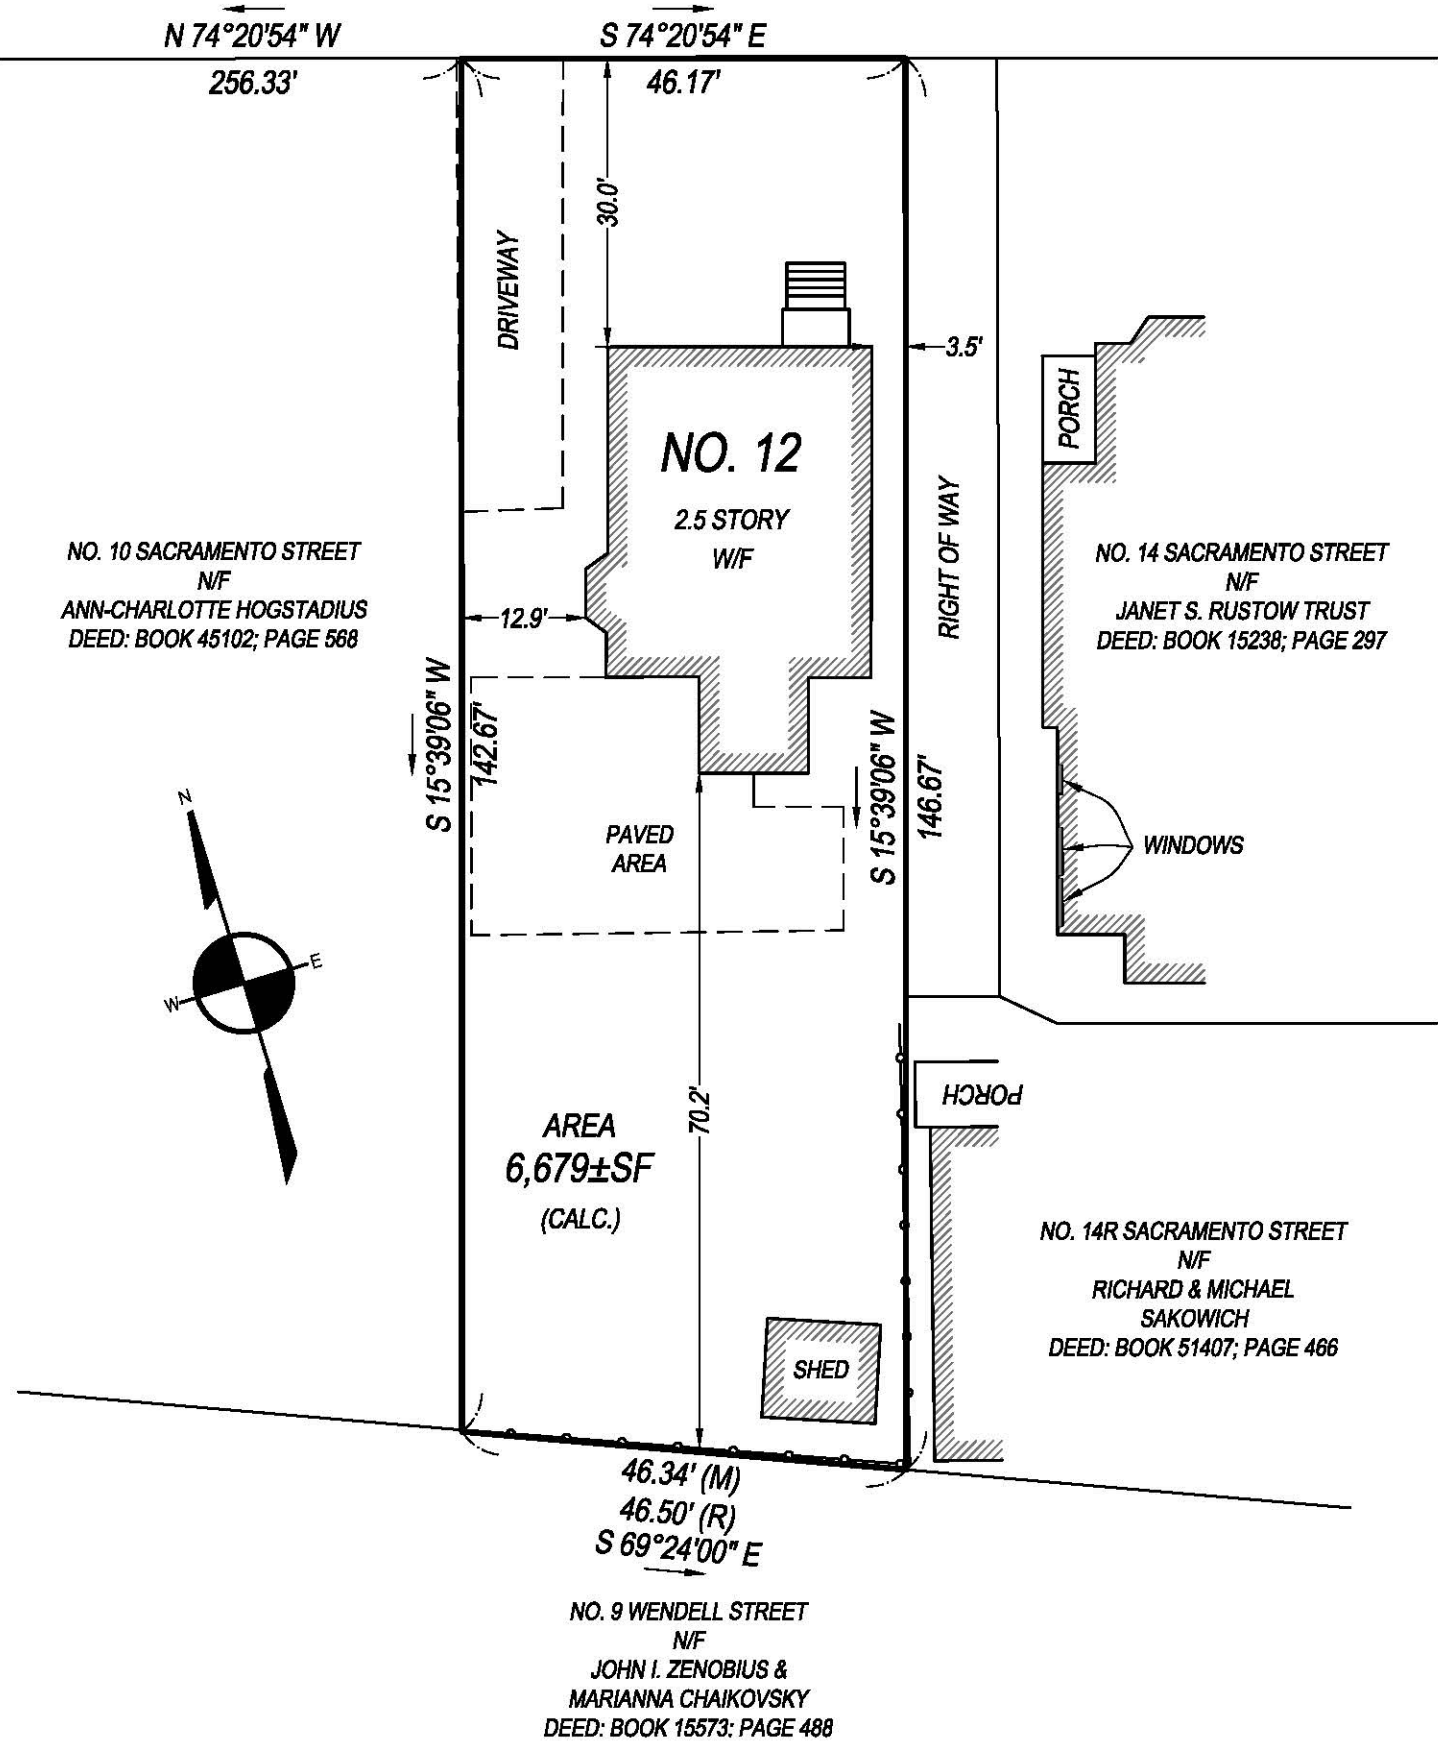 N 74°20'54" W
256.33'
S 74°20'54" E
46.17'
30.0'
DRIVEWAY
3.5'
PORCH
NO. 12
2.5 STORY
W/F
RIGHT OF WAY
NO. 10 SACRAMENTO STREET
N/F
ANN-CHARLOTTE HOGSTADIUS
DEED: BOOK 45102; PAGE 568
12.9'
NO. 14 SACRAMENTO STREET
N/F
JANET S. RUSTOW TRUST
DEED: BOOK 15238; PAGE 297
S 15°39'06" W
142.67'
S 15°39'06" W
146.67'
PAVED
AREA
WINDOWS
N
E
W
PORCH
70.2'
AREA
6,679±SF
(CALC.)
NO. 14R SACRAMENTO STREET
N/F
RICHARD & MICHAEL
SAKOWICH
DEED: BOOK 51407; PAGE 466
SHED
46.34' (M)
46.50' (R)
S 69°24'00" E
NO. 9 WENDELL STREET
N/F
JOHN I. ZENOBIUS &
MARIANNA CHAIKOVSKY
DEED: BOOK 15573; PAGE 488